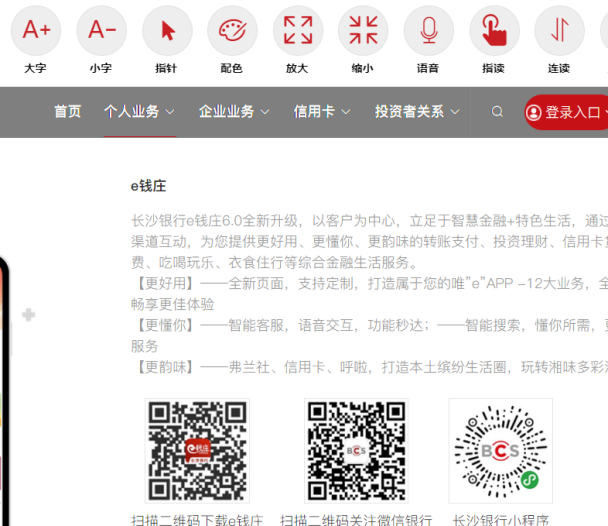 A+ A-
大字 小字 指针 配色 放大 缩小 语音 指读 连读
首页 个人业务 企业业务 信用卡 投资者关系 登录入口
e钱庄
长沙银行e钱庄6.0全新升级，以客户为中心，立足于智慧金融+特色生活，通过
渠道互动，为您提供更好用、更懂你、更韵味的转账支付、投资理财、信用卡
费、吃喝玩乐、衣食住行等综合金融生活服务。
【更好用】——全新页面，支持定制，打造属于您的唯"e"APP -12大业务，全
畅享更佳体验
【更懂你】——智能客服，语音交互，功能秒达；——智能搜索，懂你所需，更
服务
【更韵味】——弗兰社、信用卡、呼啦，打造本土缤纷生活圈，玩转湘味多彩
e钱庄 BCS BCS
扫描二维码下载e钱庄 扫描二维码关注微信银行 长沙银行小程序